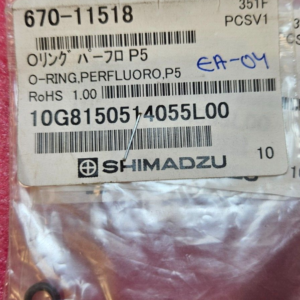 351F
670-11518 PCSV1
Oリング パーフロ P5
EA-04
O-RING,PERFLUORO,P5
RoHS 1.00
10G8150514055L00
SHIMADZU
10